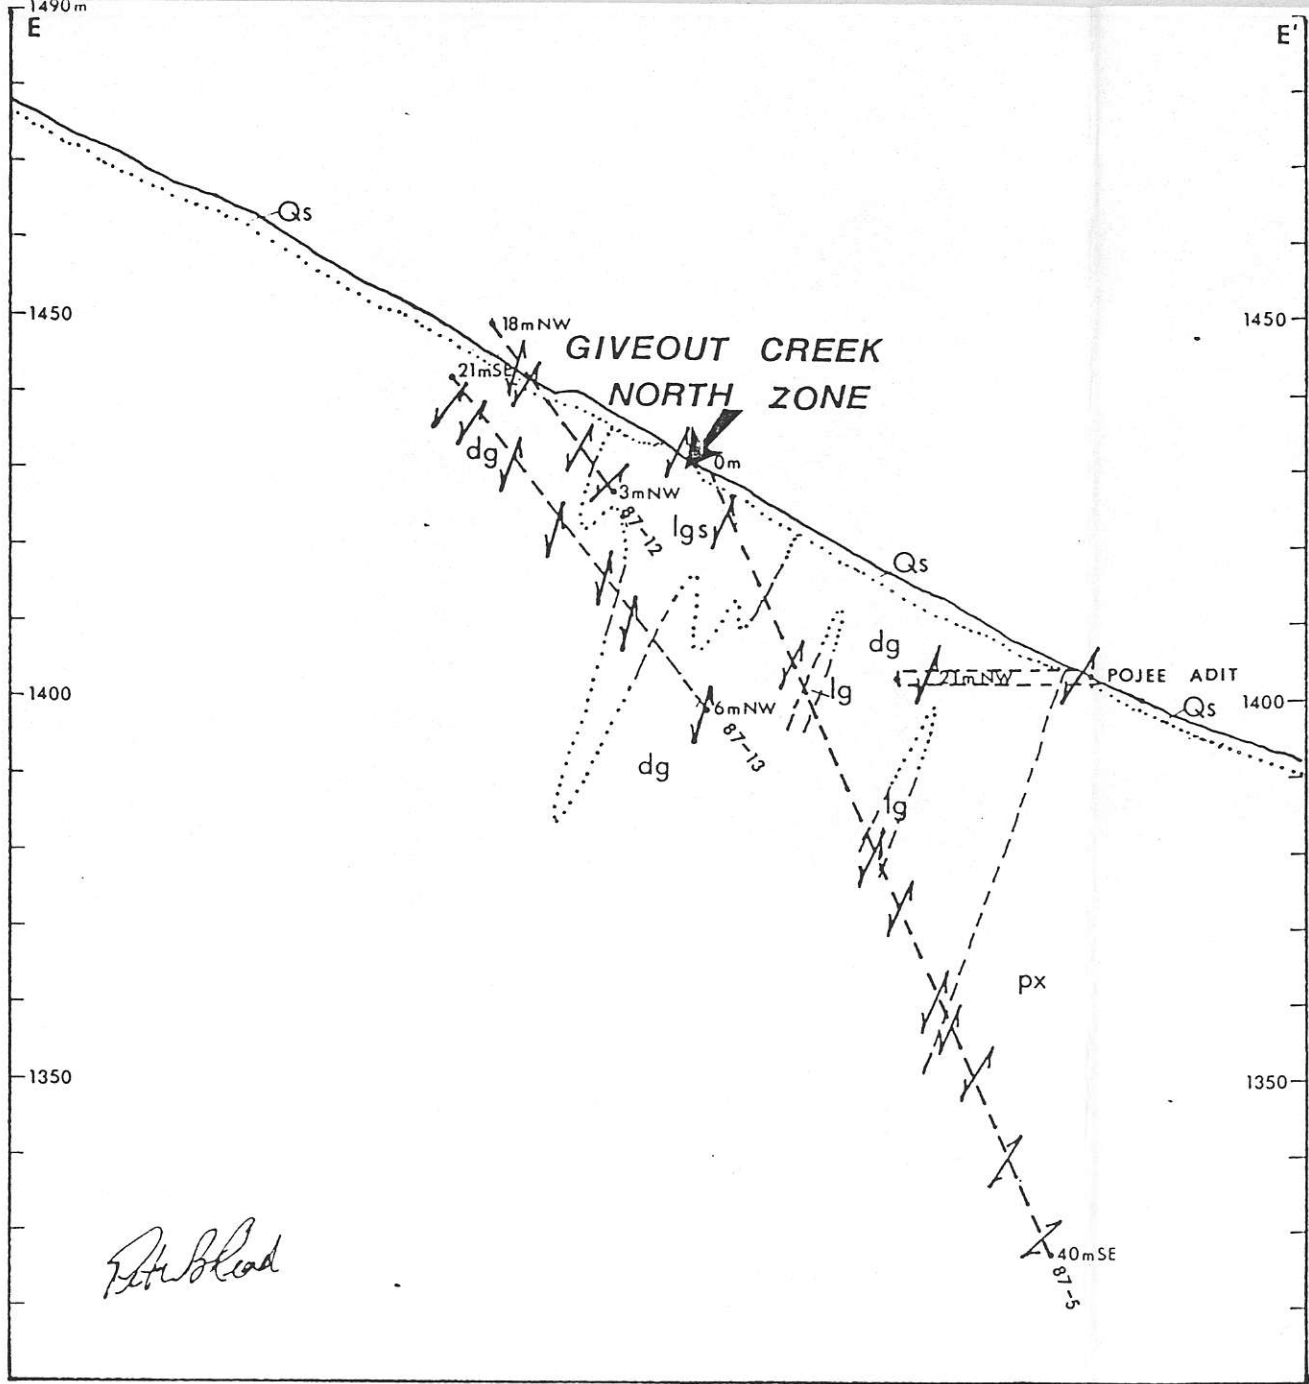 1490m
E
E'
Qs
1450
1450
18mNW
GIVEOUT CREEK
NORTH ZONE
21mSE
dg
0m
3mNW
87-12
lgs
Qs
dg
21mNW
POJEE ADIT
lg
Qs
1400
1400
6mNW
87-13
dg
lg
px
1350
1350
40mSE
87-5